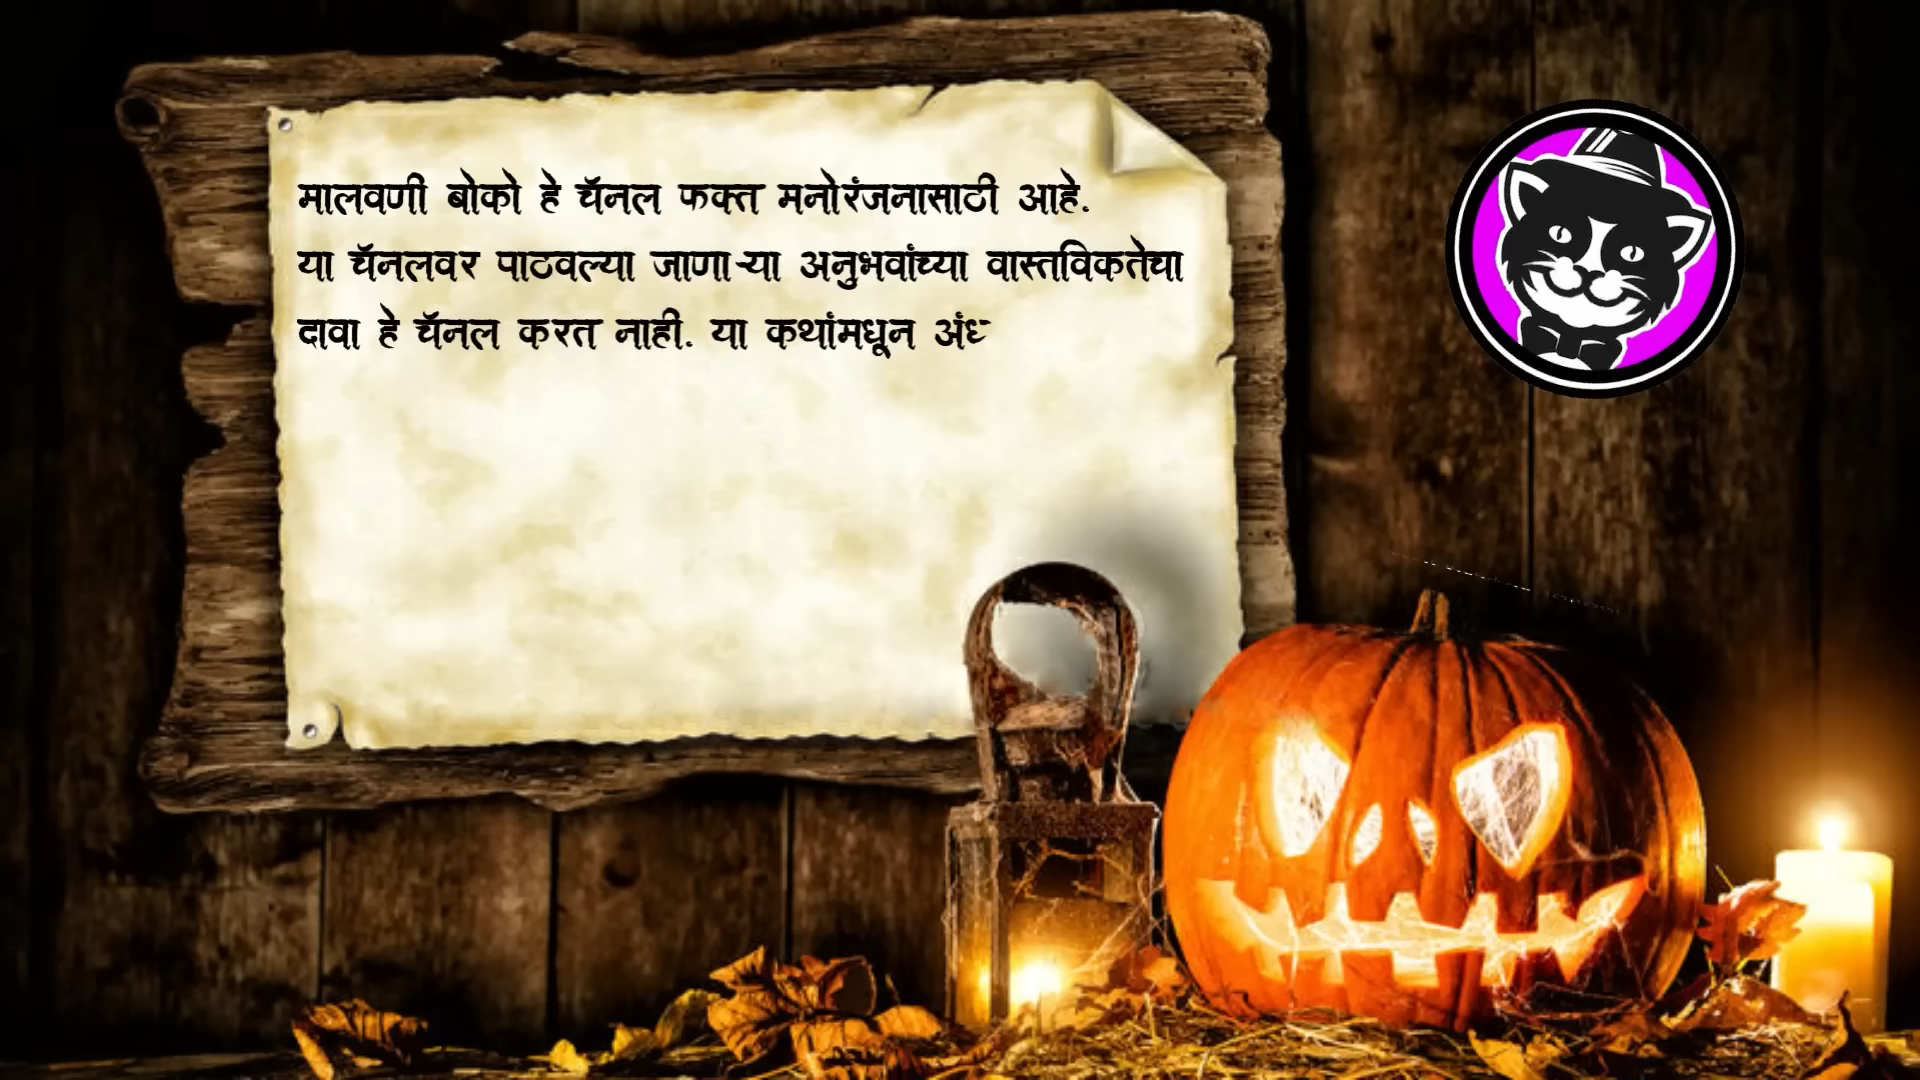 मालवणी बोको हे चॅनल फक्त मनोरंजनासाठी आहे.
या चॅनलवर पाठवल्या जाणाऱ्या अनुभवांच्या वास्तविकतेचा
दावा हे चॅनल करत नाही. या कथांमधून